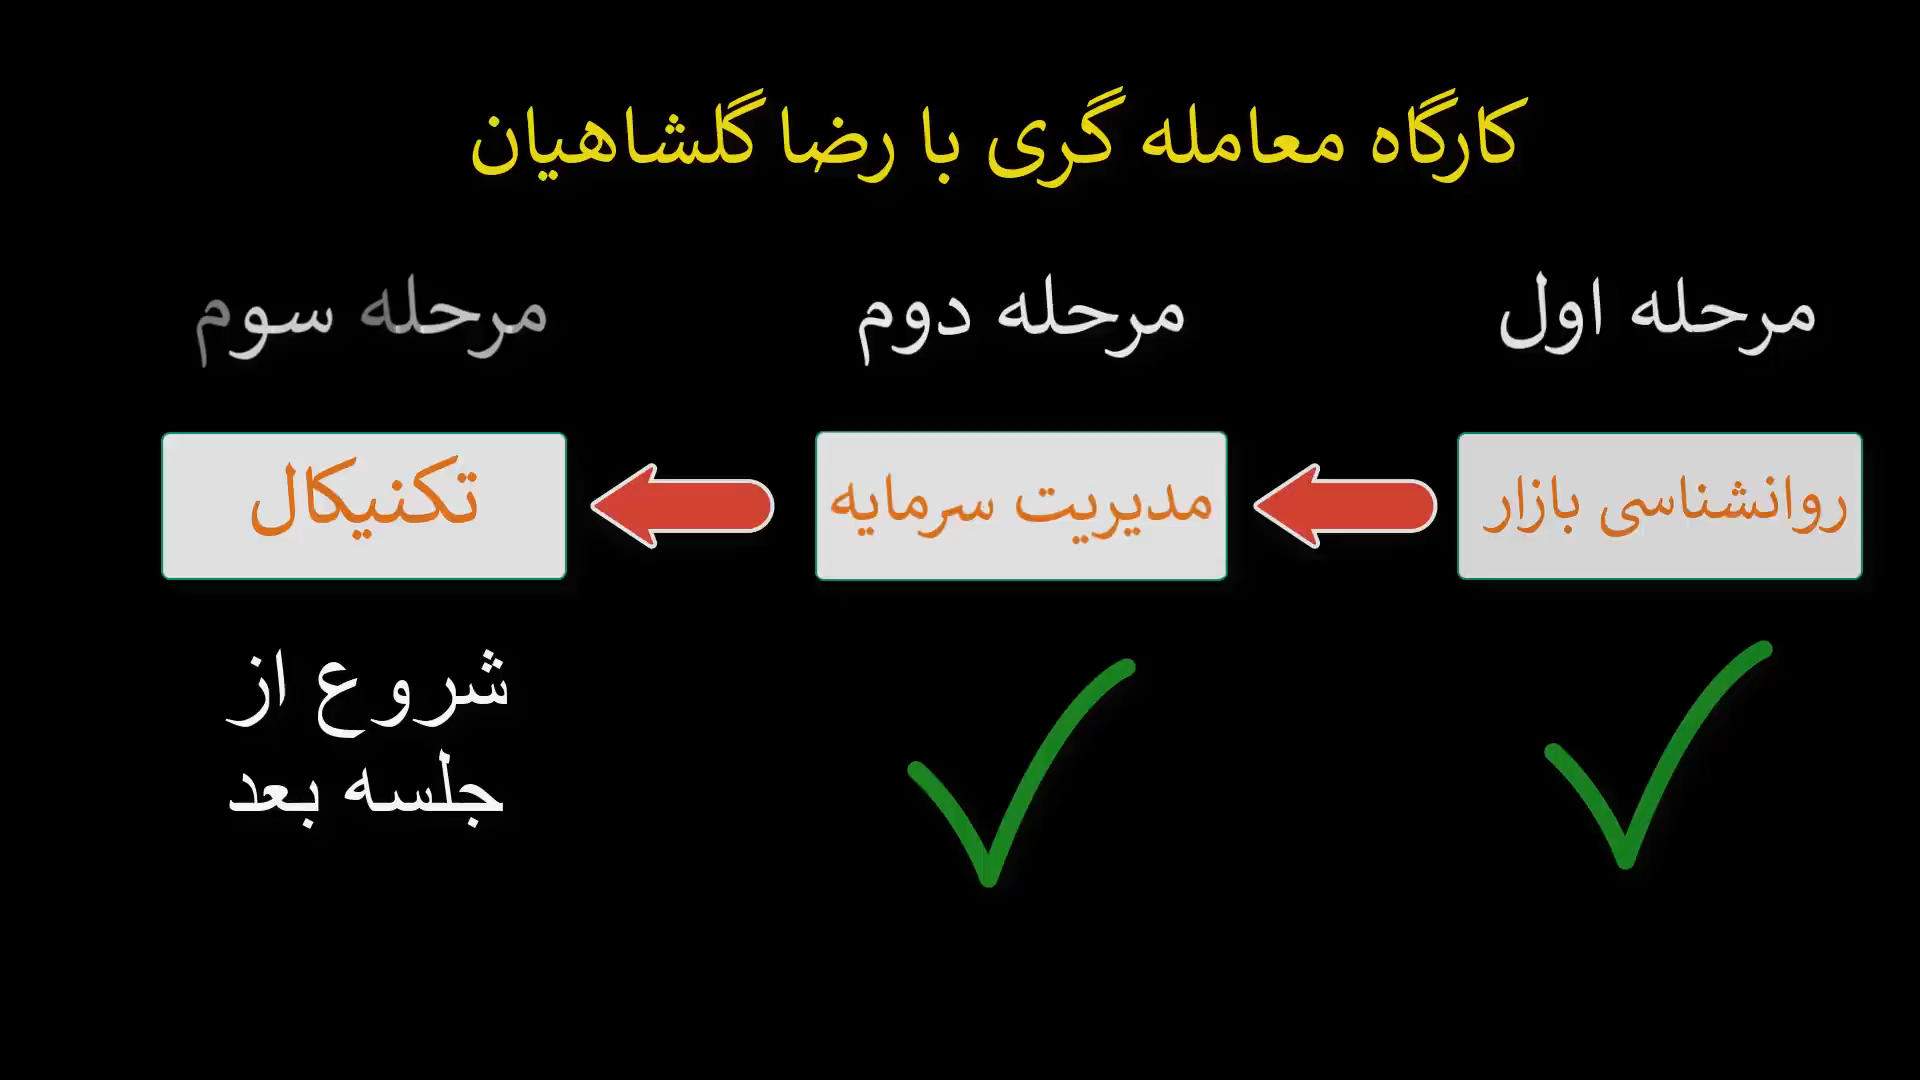 کارگاه معامله گری با رضا گلشاهیان
مرحله اول
مرحله دوم
مرحله سوم
روانشناسی بازار
مدیریت سرمایه
تکنیکال
شروع از
جلسه بعد